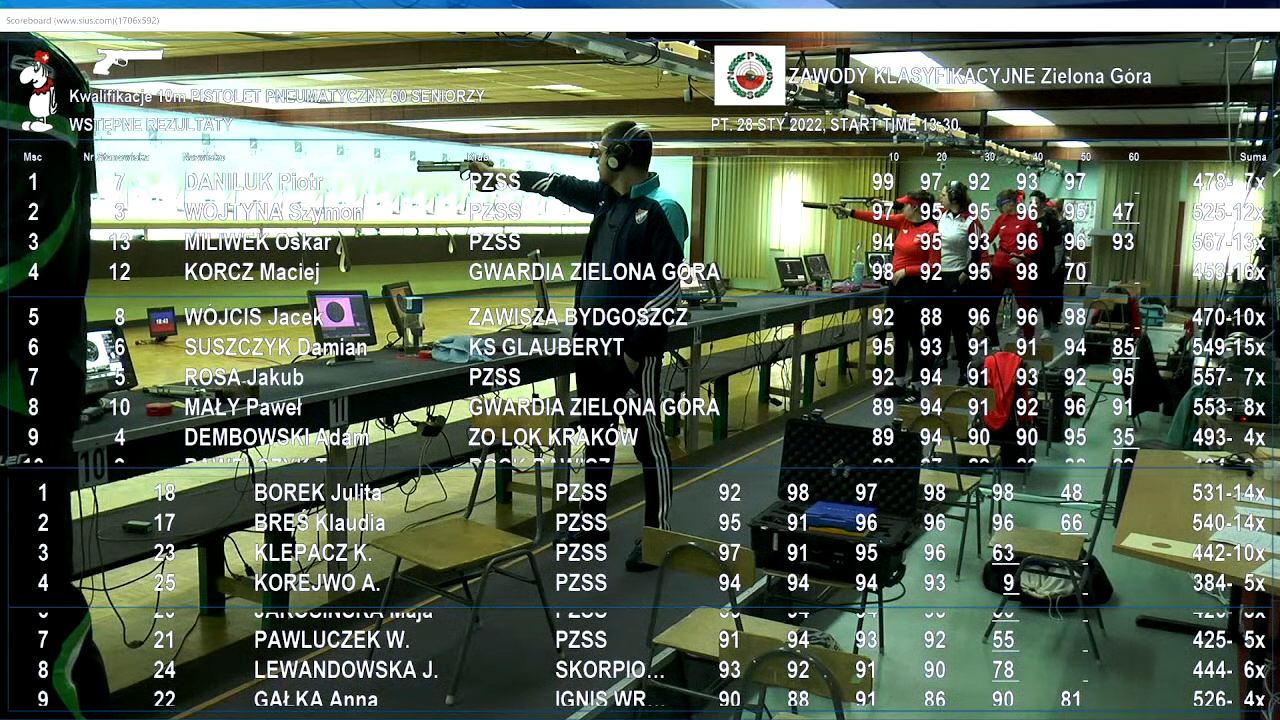 Scoreboard (www.sius.com)(1706x592)
ZAWODY KLASYFIKACYJNE Zielona Góra
Kwalifikacje 10m PISTOLET PNEUMATYCZNY 60 SENIORZY
WSTĘPNE REZULTATY PT. 28 STY 2022, START TIME 13:30,
Msc Nr Stanowiska Nazwisko Klub 10 20 30 40 50 60 Suma
1 7 DANILUK Piotr PZSS 99 97 92 93 97 _ 478- 7x
2 3 WOJTYNA Szymon PZSS 97 95 95 96 95 47 525-12x
3 13 MILIWEK Oskar PZSS 94 95 93 96 96 93 567-13x
4 12 KORCZ Maciej GWARDIA ZIELONA GÓRA 98 92 95 98 70 453-16x
5 8 WÓJCIS Jacek ZAWISZA BYDGOSZCZ 92 88 96 96 98 _ 470-10x
6 6 SUSZCZYK Damian KS GLAUBERYT 95 93 91 91 94 85 549-15x
7 5 ROSA Jakub PZSS 92 94 91 93 92 95 557- 7x
8 10 MAŁY Paweł GWARDIA ZIELONA GÓRA 89 94 91 92 96 91 553- 8x
9 4 DEMBOWSKI Adam ZO LOK KRAKÓW 89 94 90 90 95 35 493- 4x
1 18 BOREK Julita PZSS 92 98 97 98 98 48 531-14x
2 17 BREŚ Klaudia PZSS 95 91 96 96 96 66 540-14x
3 23 KLEPACZ K. PZSS 97 91 95 96 63 _ 442-10x
4 25 KOREJWO A. PZSS 94 94 94 93 9 _ 384- 5x
7 21 PAWLUCZEK W. PZSS 91 94 93 92 55 _ 425- 5x
8 24 LEWANDOWSKA J. SKORPIO... 93 92 91 90 78 _ 444- 6x
9 22 GAŁKA Anna IGNIS WR... 90 88 91 86 90 81 526- 4x
11
10